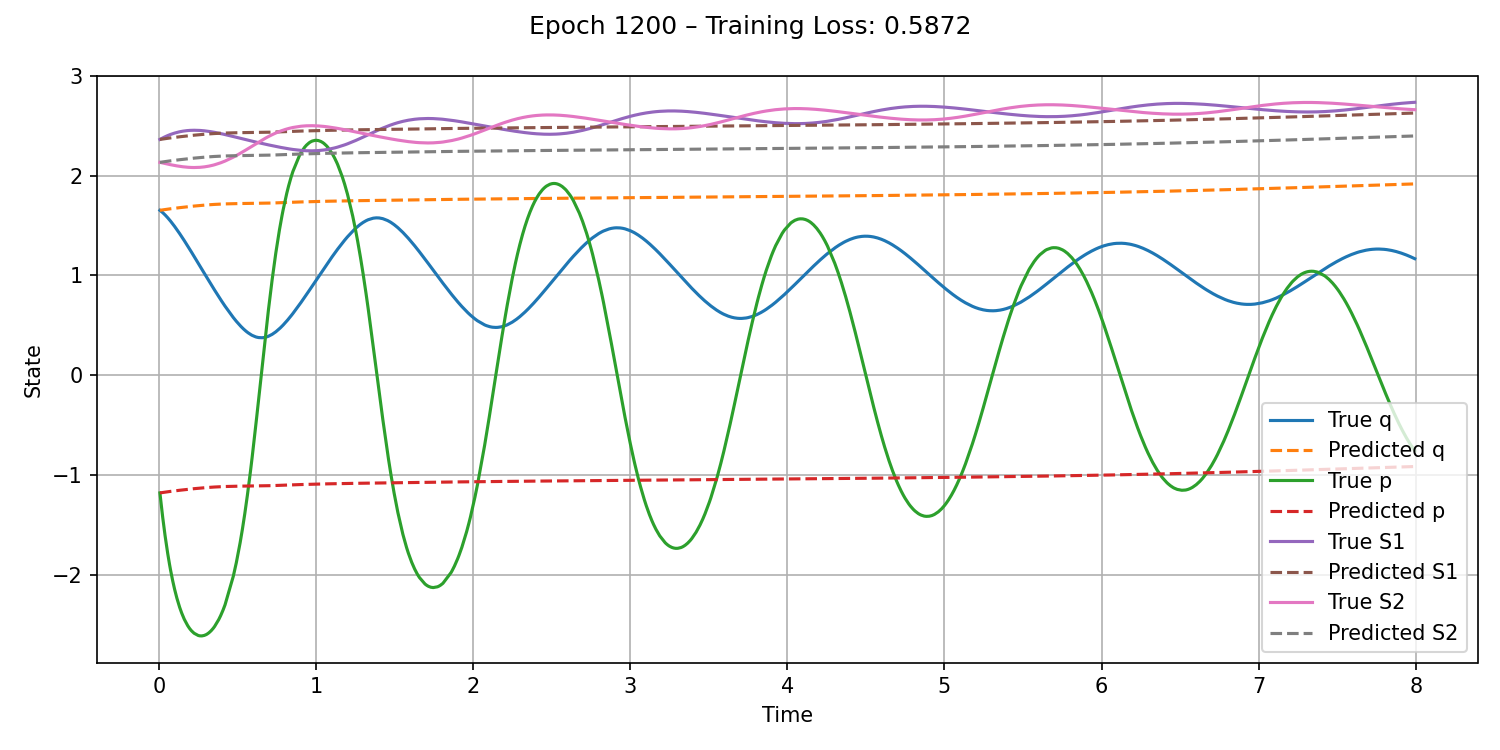 Epoch 1200 – Training Loss: 0.5872
State
3
2
1
0
−1
−2
0 1 2 3 4 5 6 7 8
Time
True q
Predicted q
True p
Predicted p
True S1
Predicted S1
True S2
Predicted S2